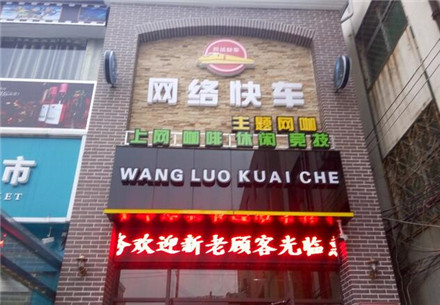 网络快车
主题网咖
上网 咖啡 休闲 竞技
WANG LUO KUAI CHE
欢迎新老顾客光临
市
KET